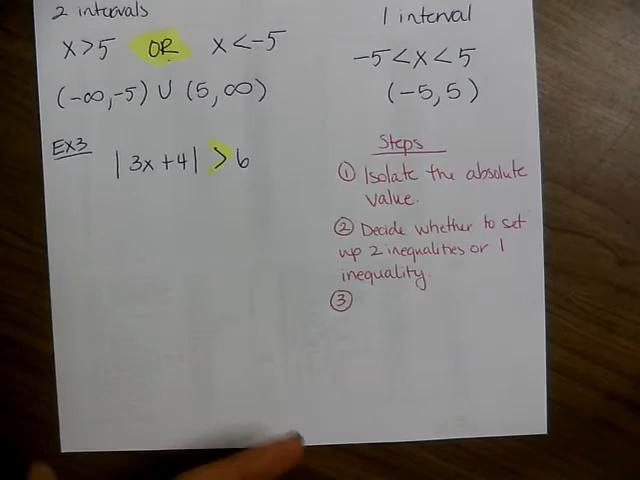 2 intervals
x > 5 OR x < -5
(-∞, -5) ∪ (5, ∞)
1 interval
-5 < x < 5
(-5, 5)
Ex3
|3x + 4| > 6
Steps
① Isolate the absolute
value.
② Decide whether to set
up 2 inequalities or 1
inequality.
③